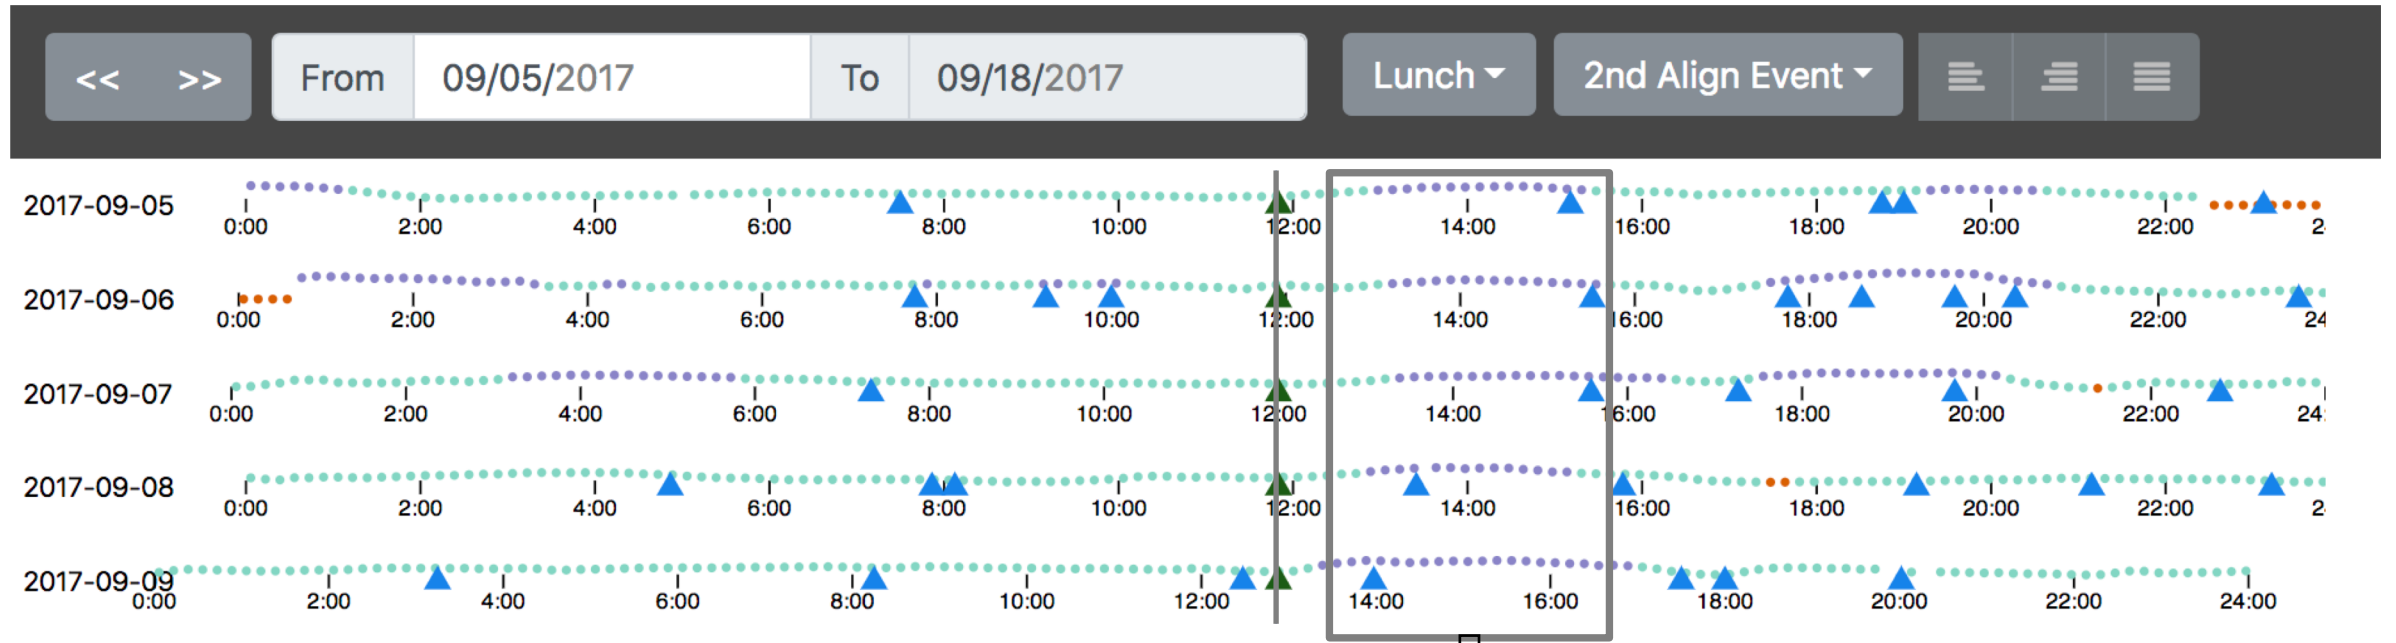 << >> From 09/05/2017 To 09/18/2017 Lunch 2nd Align Event
2017-09-05
0:00 2:00 4:00 6:00 8:00 10:00 12:00 14:00 16:00 18:00 20:00 22:00 2
2017-09-06
0:00 2:00 4:00 6:00 8:00 10:00 12:00 14:00 16:00 18:00 20:00 22:00 24
2017-09-07
0:00 2:00 4:00 6:00 8:00 10:00 12:00 14:00 16:00 18:00 20:00 22:00 24:
2017-09-08
0:00 2:00 4:00 6:00 8:00 10:00 12:00 14:00 16:00 18:00 20:00 22:00 2
2017-09-09
0:00 2:00 4:00 6:00 8:00 10:00 12:00 14:00 16:00 18:00 20:00 22:00 24:00